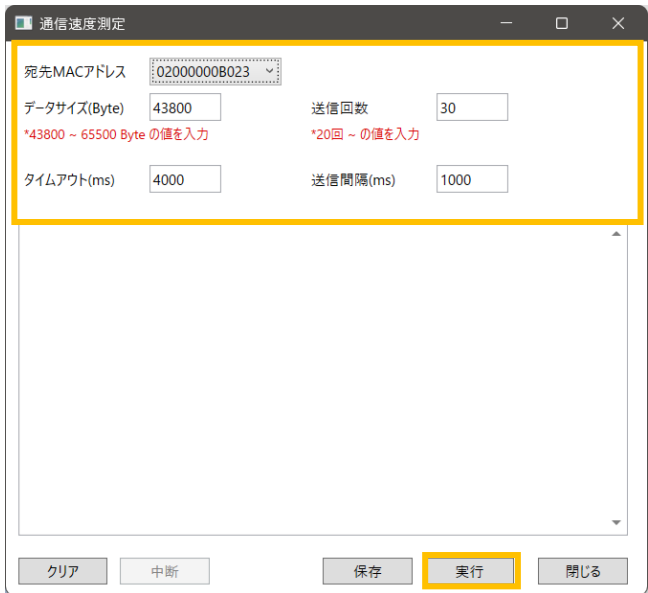 通信速度測定
宛先MACアドレス 02000000B023
データサイズ(Byte) 43800 送信回数 30
*43800 ~ 65500 Byte の値を入力 *20回 ~ の値を入力
タイムアウト(ms) 4000 送信間隔(ms) 1000
クリア 中断 保存 実行 閉じる